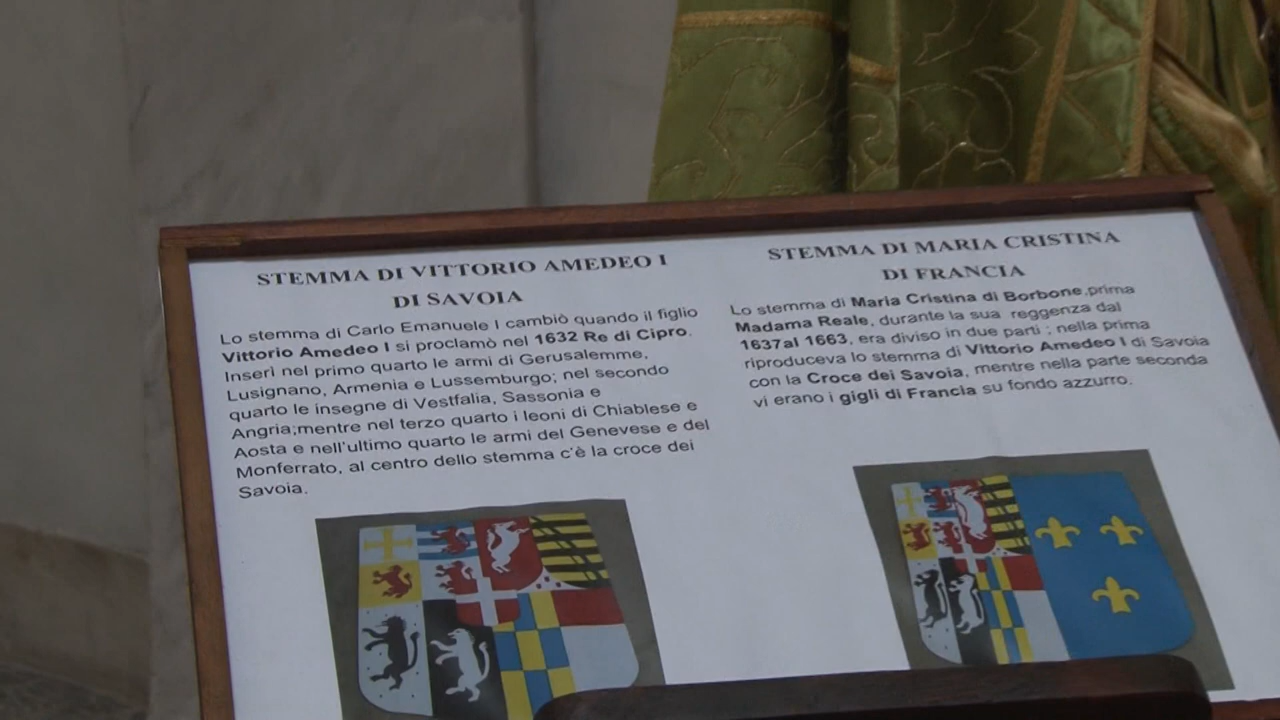 STEMMA DI VITTORIO AMEDEO I
DI SAVOIA
Lo stemma di Carlo Emanuele I cambiò quando il figlio
Vittorio Amedeo I si proclamò nel 1632 Re di Cipro.
Inserì nel primo quarto le armi di Gerusalemme,
Lusignano, Armenia e Lussemburgo; nel secondo
quarto le insegne di Vestfalia, Sassonia e
Angria;mentre nel terzo quarto i leoni di Chiablese e
Aosta e nell'ultimo quarto le armi del Genevese e del
Monferrato, al centro dello stemma c'è la croce dei
Savoia.
STEMMA DI MARIA CRISTINA
DI FRANCIA
Lo stemma di Maria Cristina di Borbone,prima
Madama Reale, durante la sua reggenza dal
1637al 1663, era diviso in due parti : nella prima
riproduceva lo stemma di Vittorio Amedeo I di Savoia
con la Croce dei Savoia, mentre nella parte seconda
vi erano i gigli di Francia su fondo azzurro.